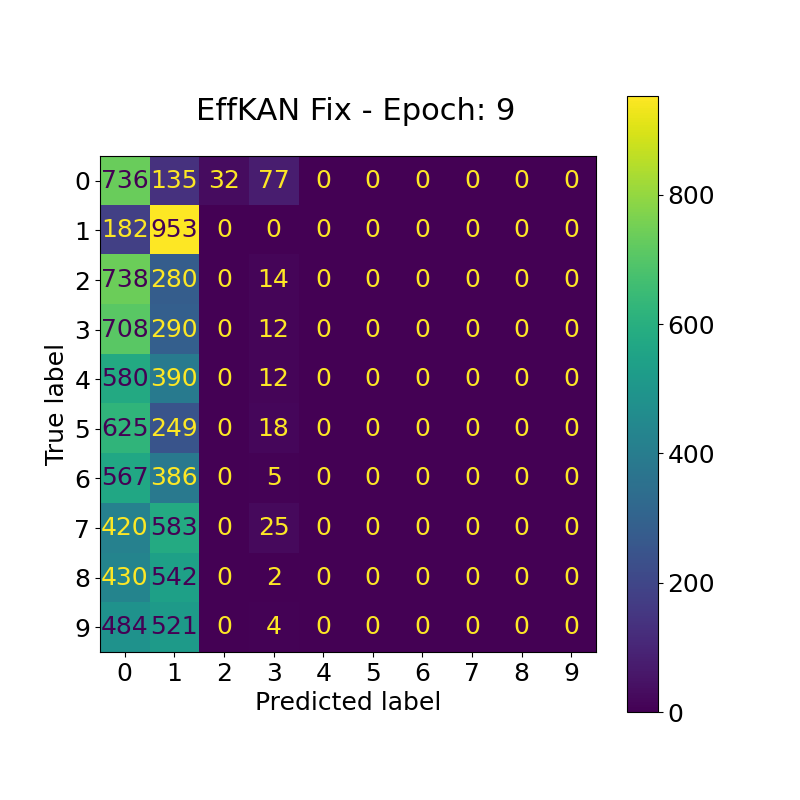 EffKAN Fix - Epoch: 9
0 736 135 32 77 0 0 0 0 0 0
1 182 953 0 0 0 0 0 0 0 0
2 738 280 0 14 0 0 0 0 0 0
3 708 290 0 12 0 0 0 0 0 0
4 580 390 0 12 0 0 0 0 0 0
5 625 249 0 18 0 0 0 0 0 0
6 567 386 0 5 0 0 0 0 0 0
7 420 583 0 25 0 0 0 0 0 0
8 430 542 0 2 0 0 0 0 0 0
9 484 521 0 4 0 0 0 0 0 0
0 1 2 3 4 5 6 7 8 9
Predicted label
True label
800
600
400
200
0